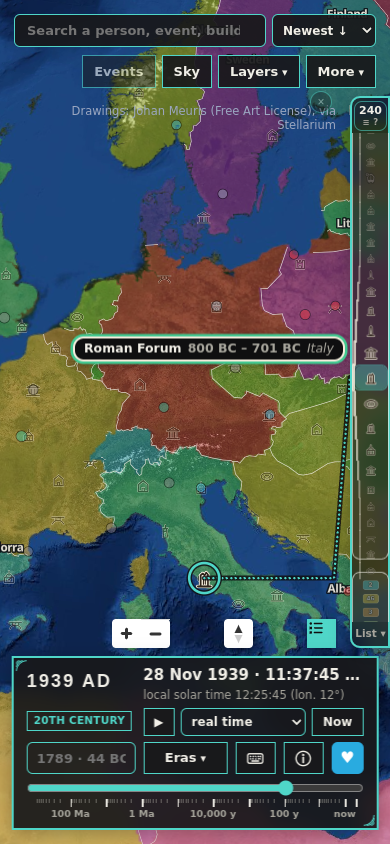 Finland
Search a person, event, build
Newest ↓
Sweden
Events
Sky
Layers ▾
More ▾
Drawings: Johan Meuris (Free Art License), via
Stellarium
×
240
≡ ?
Lit
Roman Forum 800 BC – 701 BC Italy
orra
Alba
+ −
List ▾
1939 AD
28 Nov 1939 · 11:37:45 ...
local solar time 12:25:45 (lon. 12°)
20TH CENTURY
▶
real time
Now
1789 · 44 BC
Eras ▾
100 Ma
1 Ma
10,000 y
100 y
now